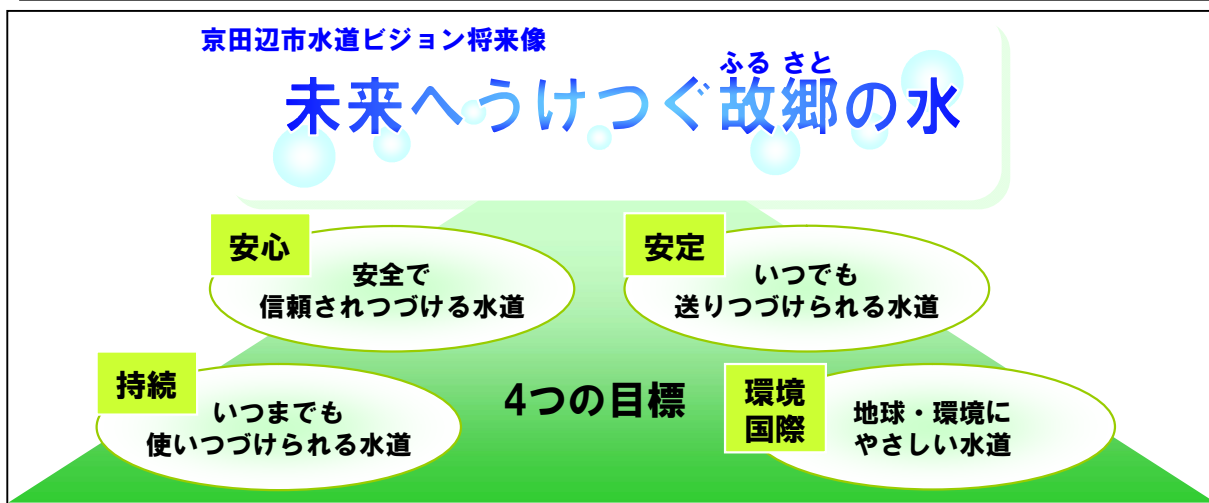 京田辺市水道ビジョン将来像
ふる さと
未来へうけつぐ故郷の水
安心
安全で
信頼されつづける水道
安定
いつでも
送りつづけられる水道
持続
いつまでも
使いつづけられる水道
4つの目標
環境
国際
地球・環境に
やさしい水道